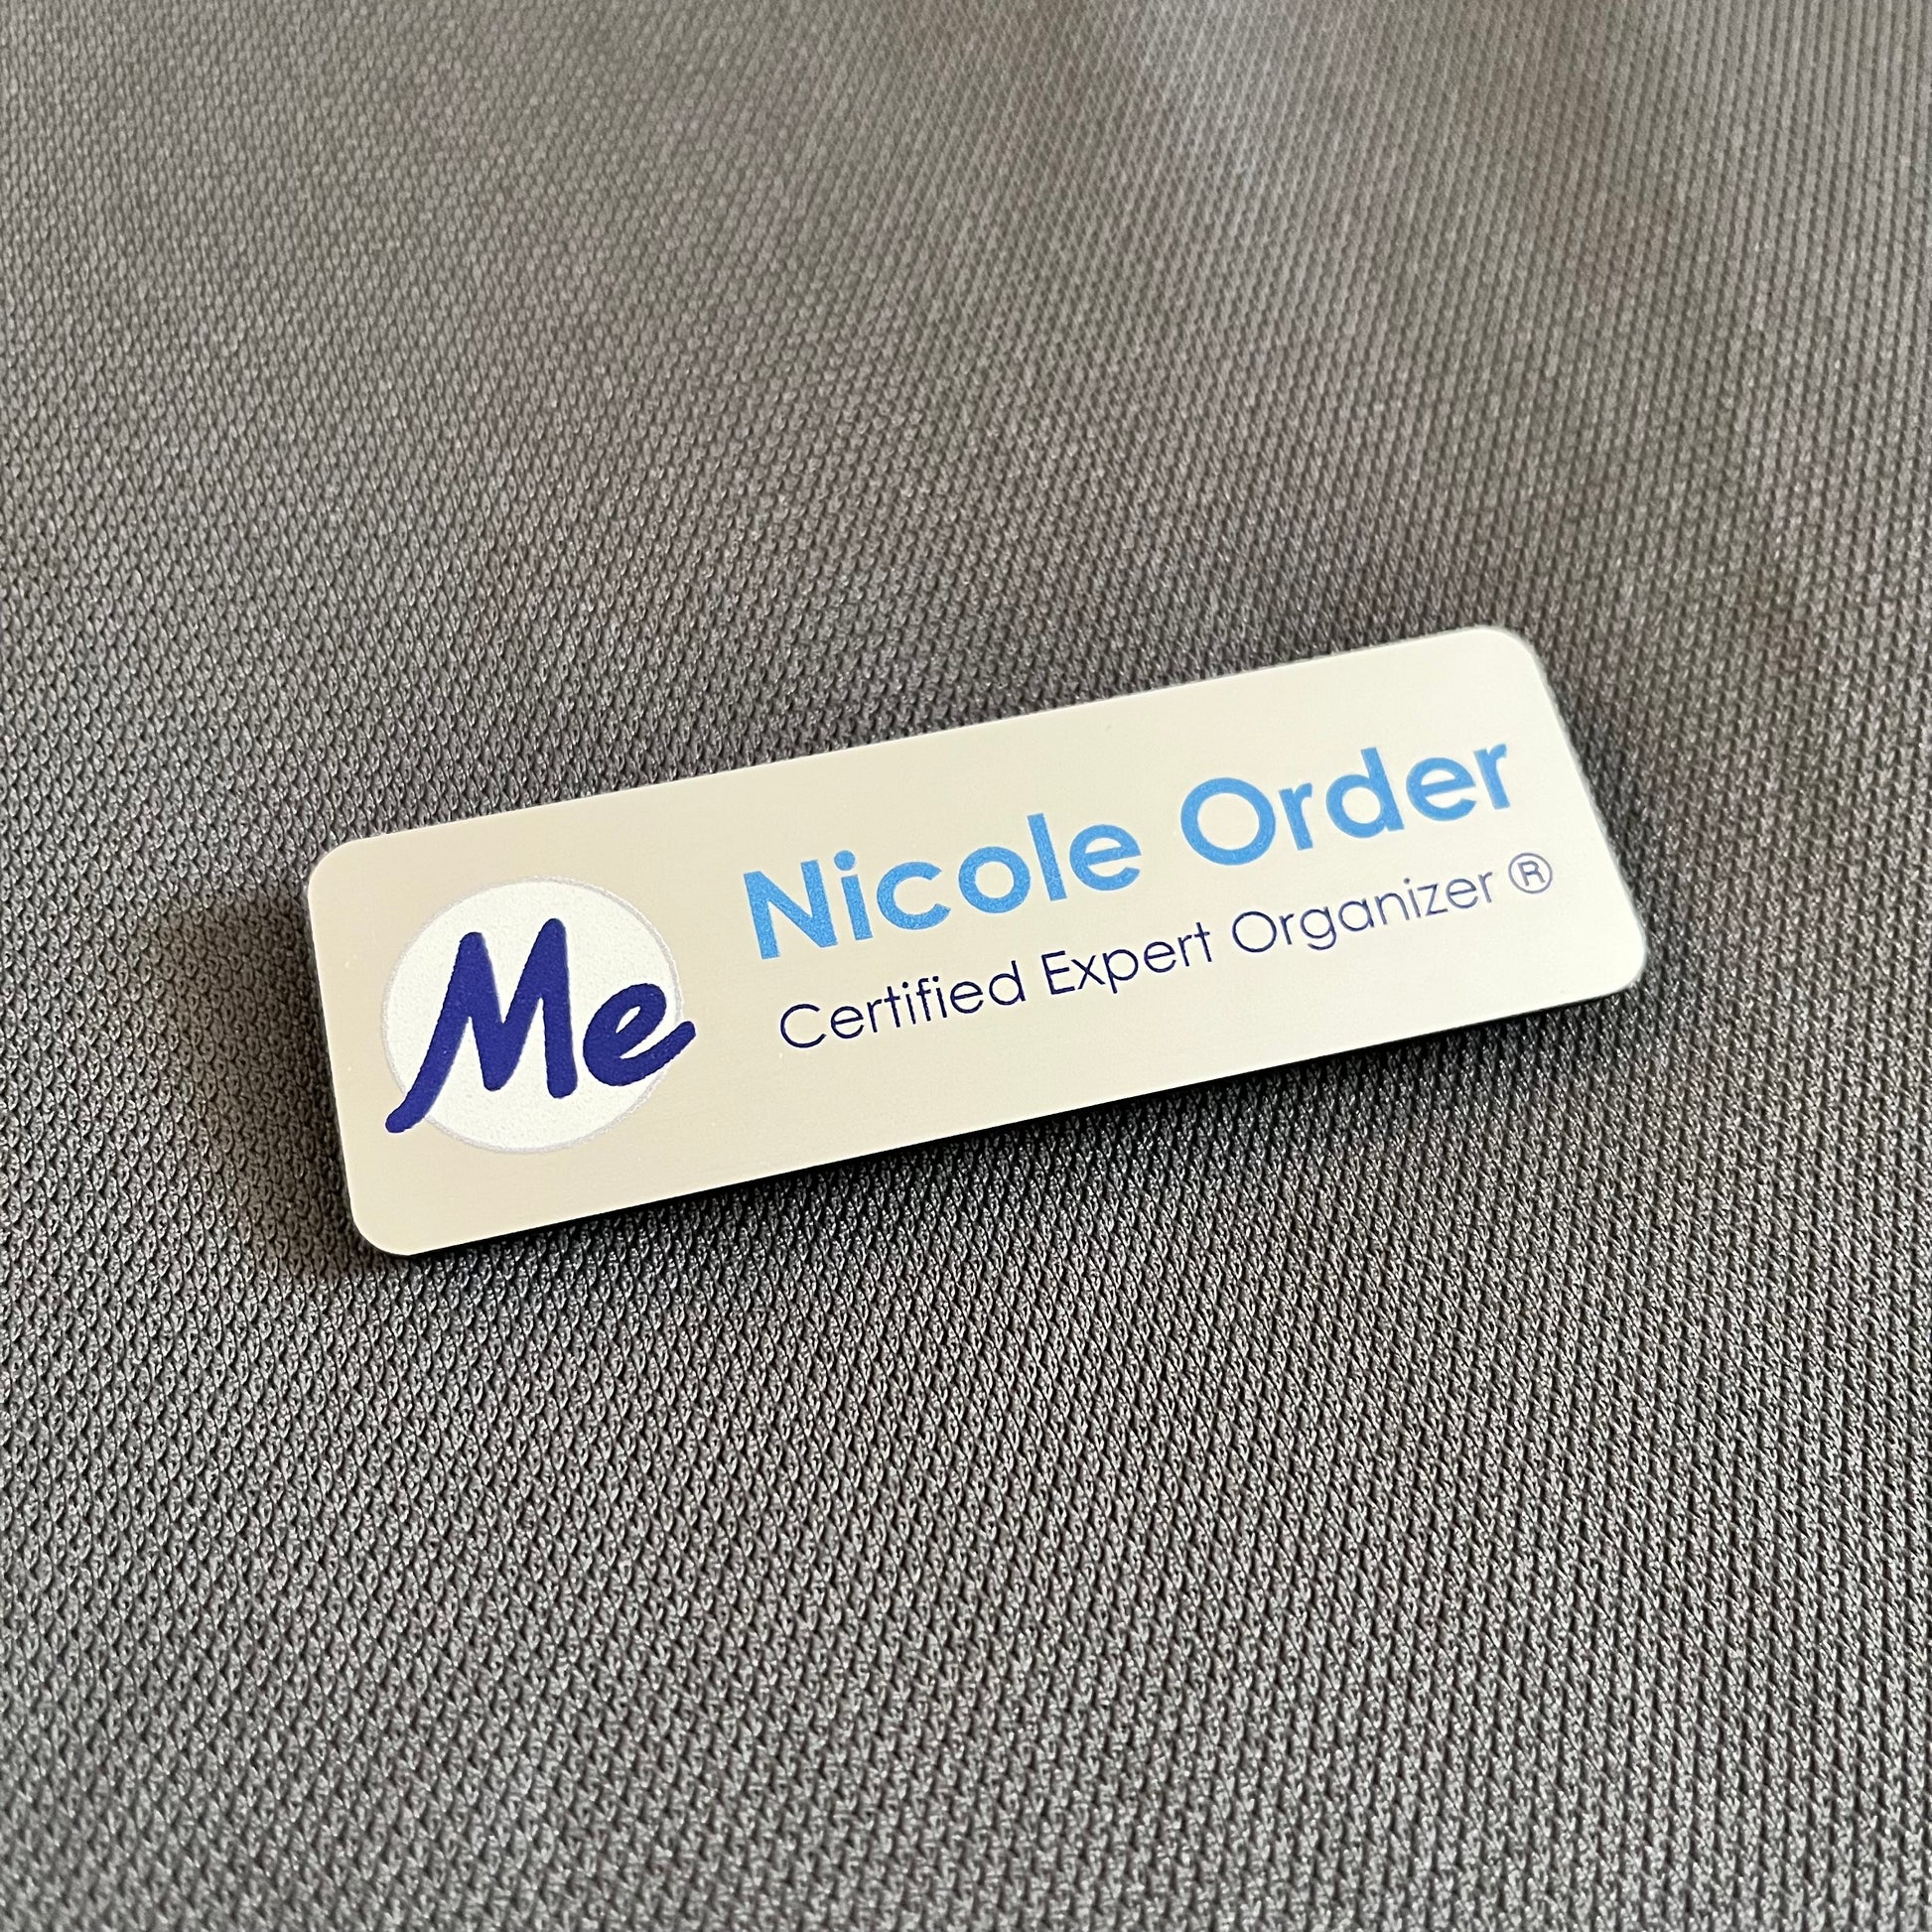 Me
Nicole Order
Certified Expert Organizer ®